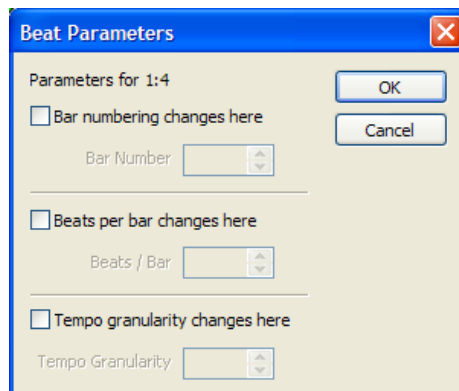 Beat Parameters
Parameters for 1:4
OK
Bar numbering changes here
Cancel
Bar Number
Beats per bar changes here
Beats / Bar
Tempo granularity changes here
Tempo Granularity